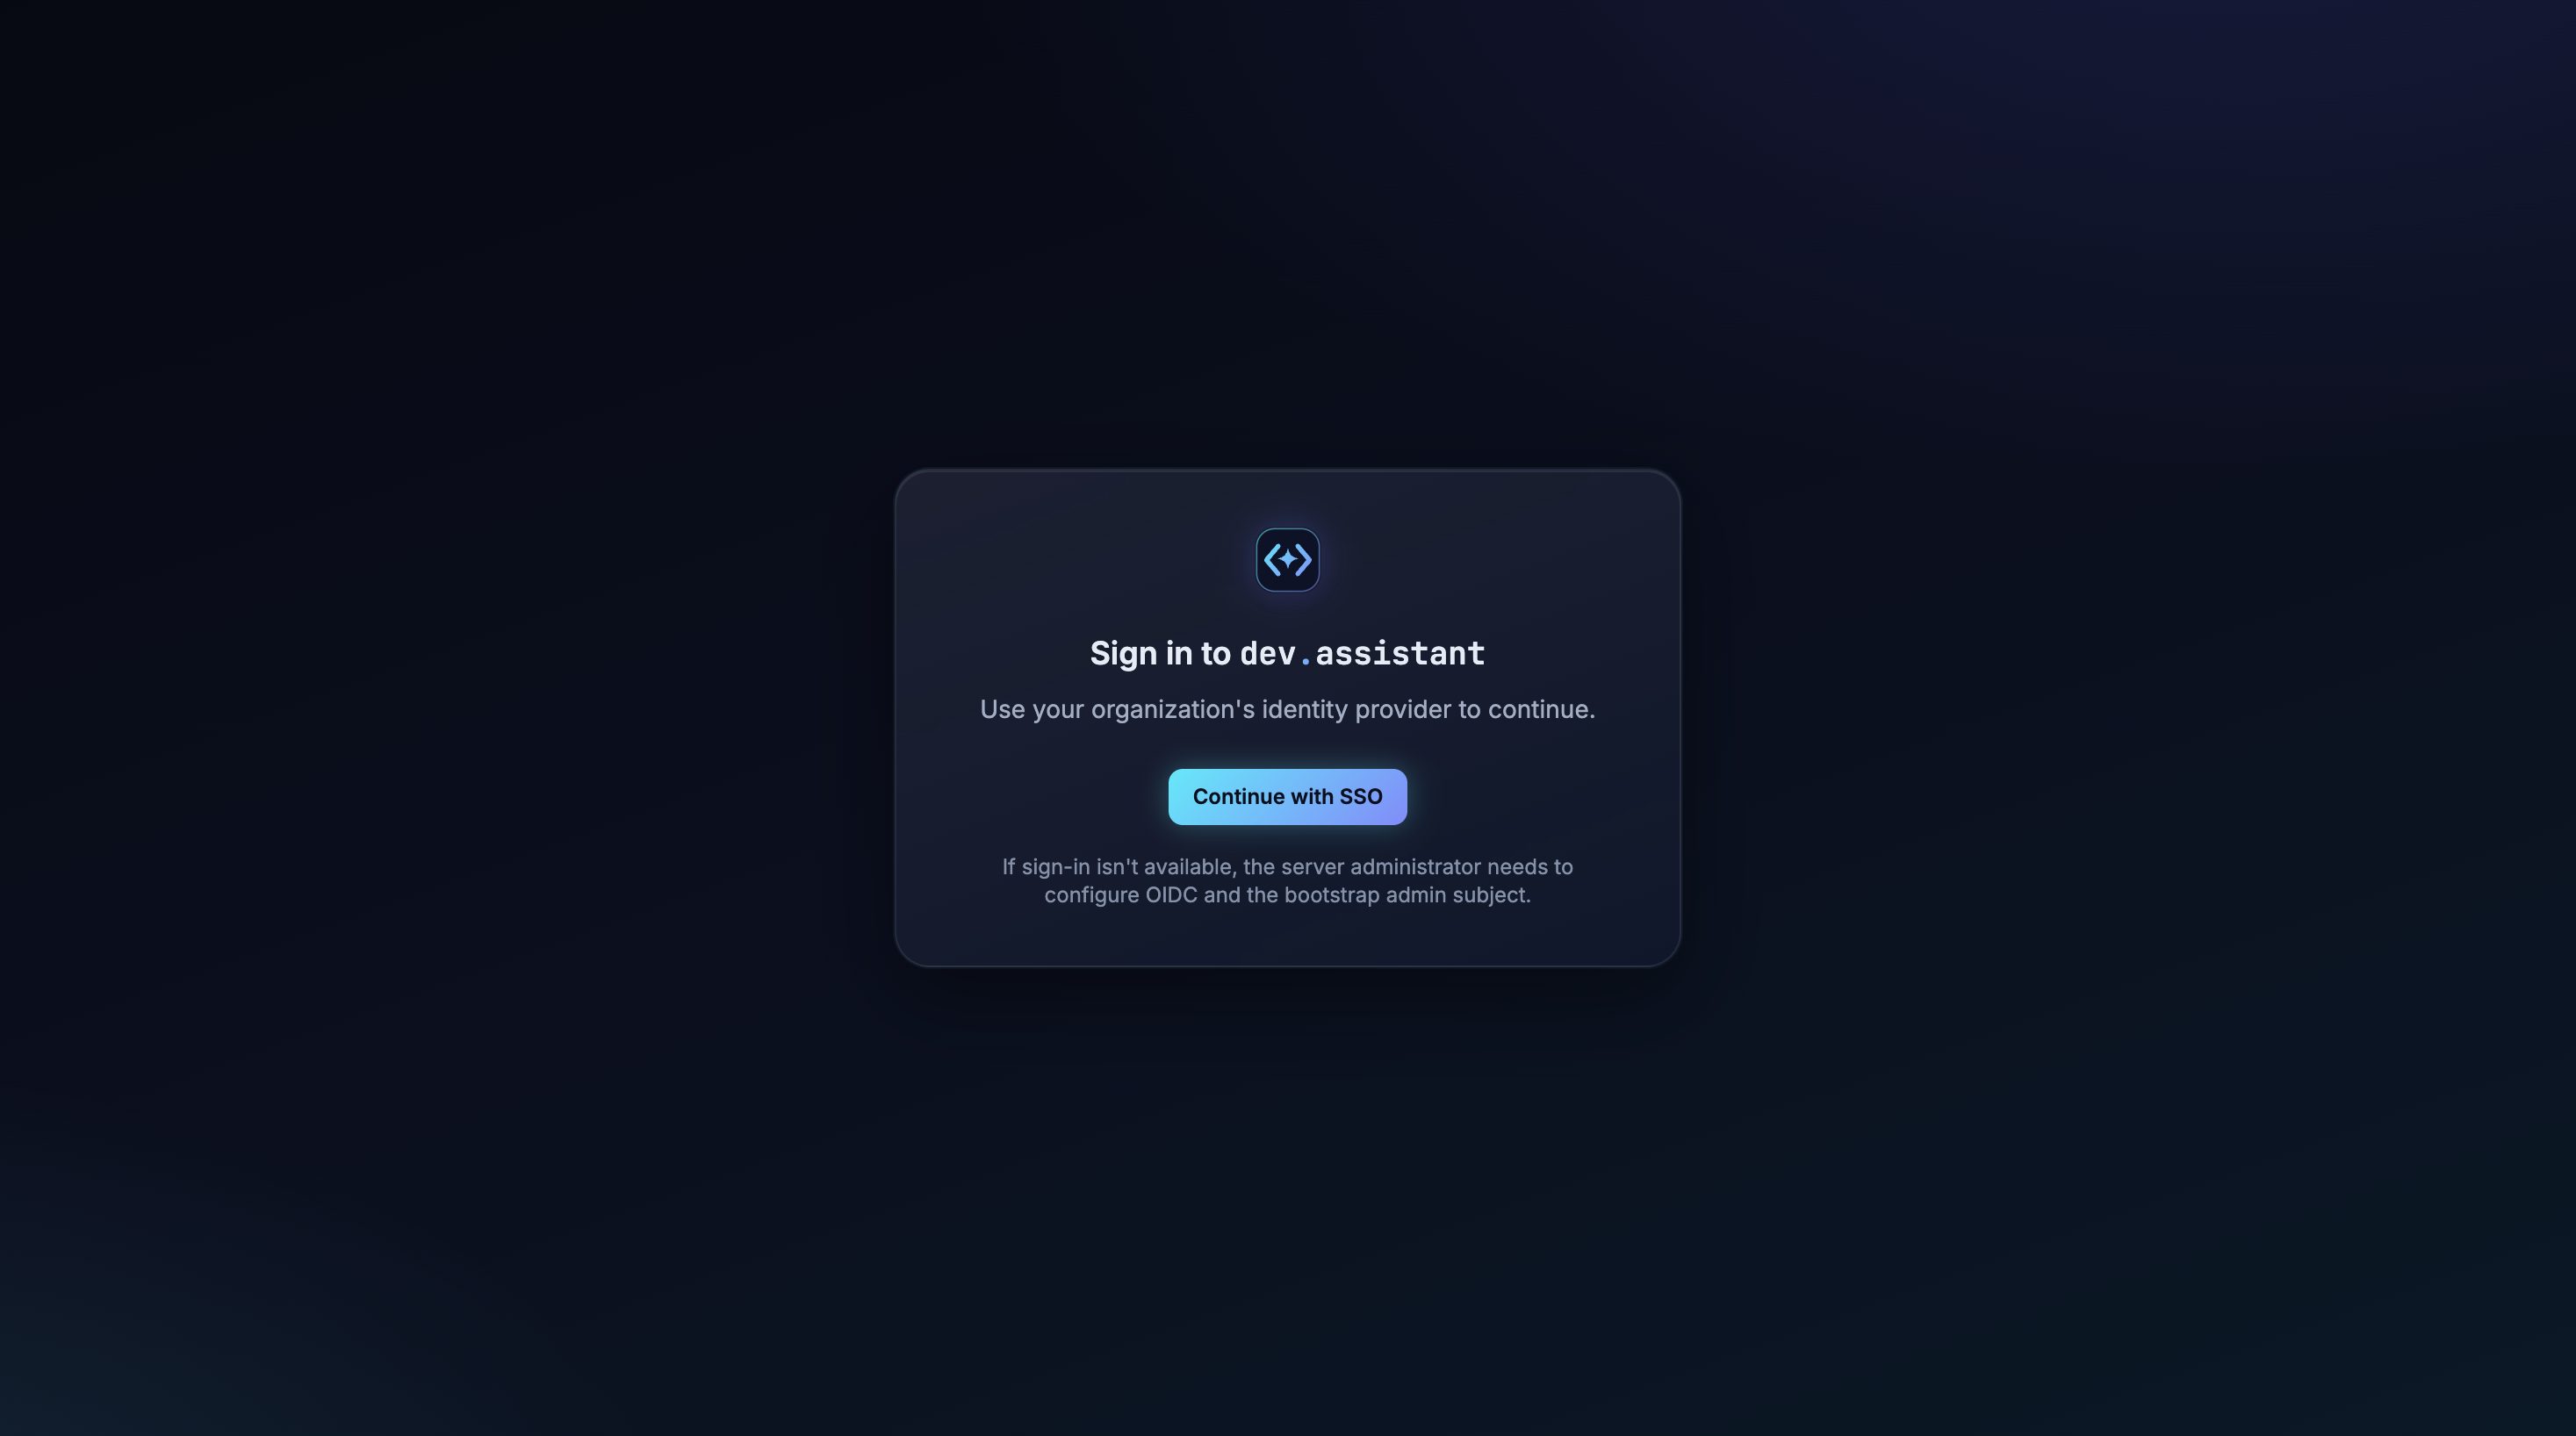 Sign in to dev.assistant
Use your organization's identity provider to continue.
Continue with SSO
If sign-in isn't available, the server administrator needs to
configure OIDC and the bootstrap admin subject.